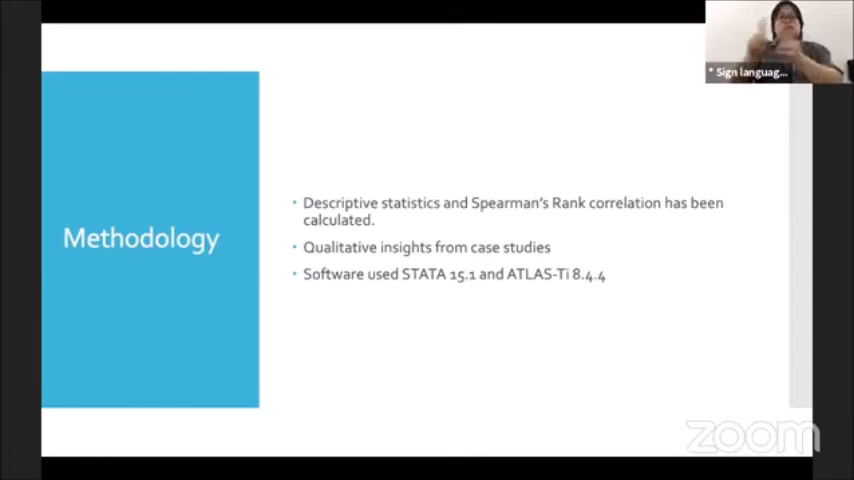 * Sign languag...
Methodology
• Descriptive statistics and Spearman's Rank correlation has been
calculated.
• Qualitative insights from case studies
• Software used STATA 15.1 and ATLAS-Ti 8.4.4
zoom